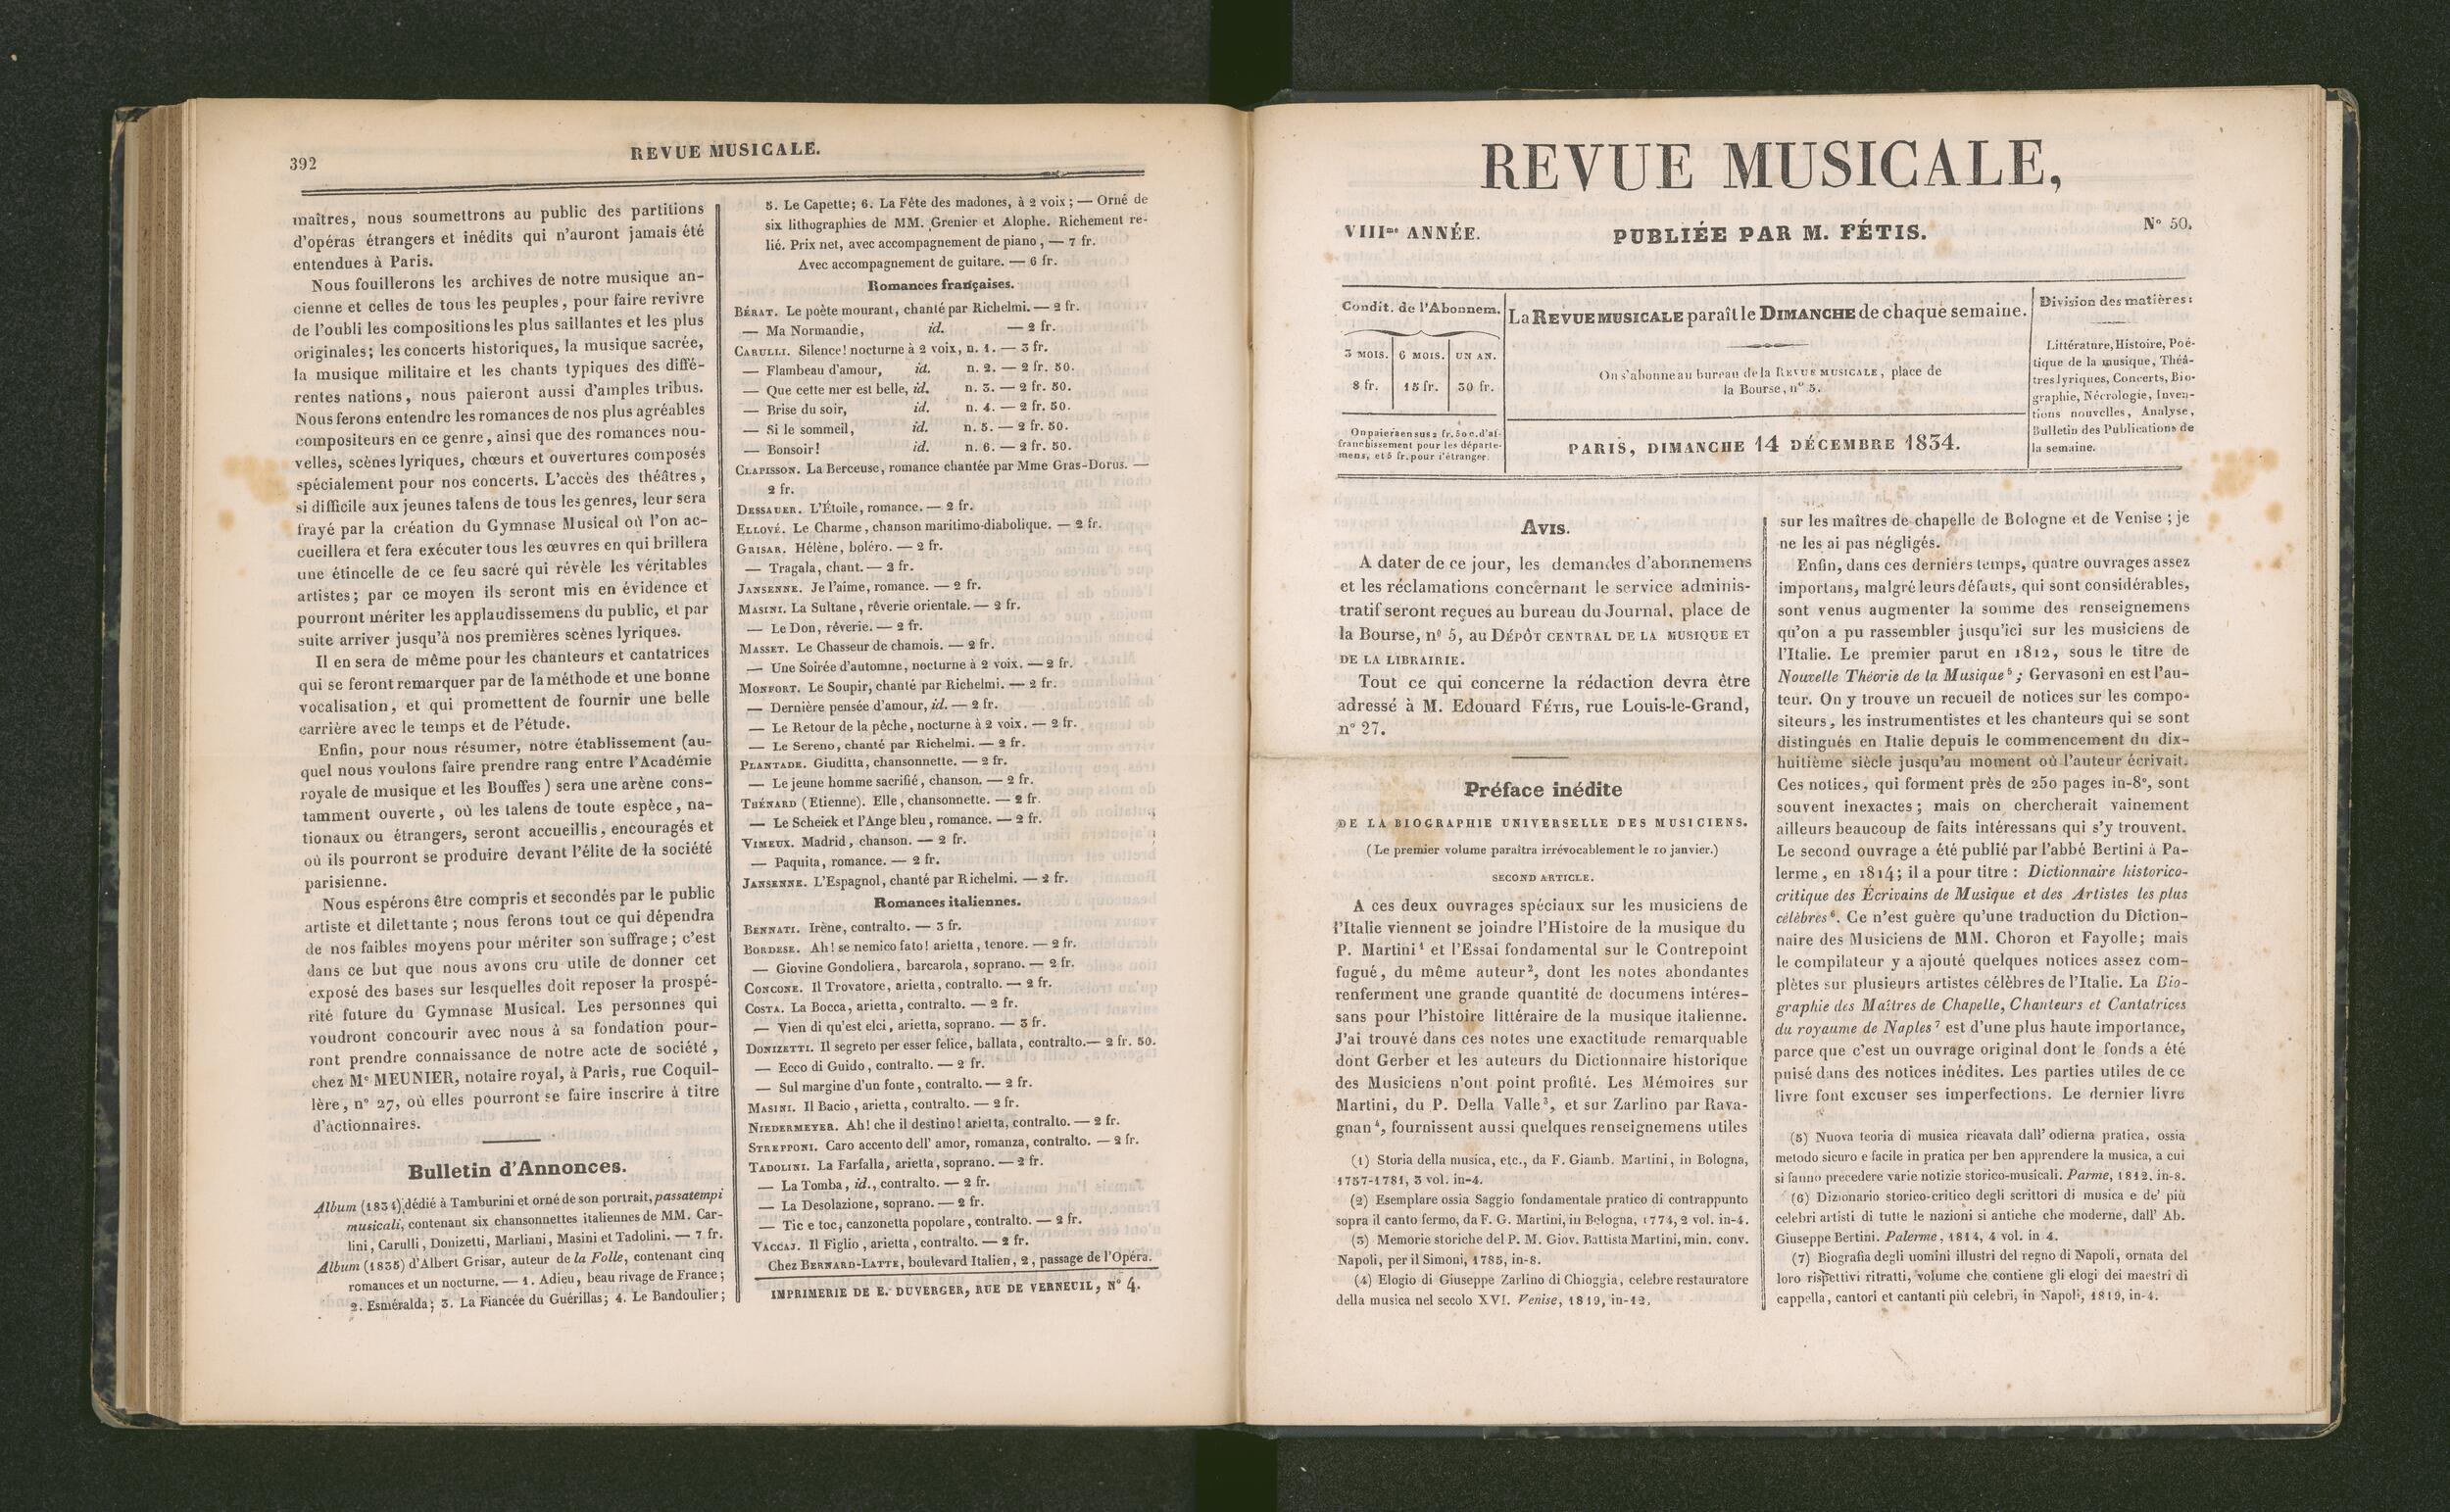 392
REVUE MUSICALE.
maîtres, nous soumettrons au public des partitions
d'opéras étrangers et inédits qui n'auront jamais été
entendues à Paris.
Nous fouillerons les archives de notre musique an-
cienne et celles de tous les peuples, pour faire revivre
de l'oubli les compositions les plus saillantes et les plus
originales; les concerts historiques, la musique sacrée,
la musique militaire et les chants typiques des diffé-
rentes nations, nous paieront aussi d'amples tribus.
Nous ferons entendre les romances de nos plus agréables
compositeurs en ce genre, ainsi que des romances nou-
velles, scènes lyriques, chœurs et ouvertures composés
spécialement pour nos concerts. L'accès des théâtres,
si difficile aux jeunes talens de tous les genres, leur sera
frayé par la création du Gymnase Musical où l'on ac-
cueillera et fera exécuter tous les œuvres en qui brillera
une étincelle de ce feu sacré qui révèle les véritables
artistes; par ce moyen ils seront mis en évidence et
pourront mériter les applaudissemens du public, et par
suite arriver jusqu'à nos premières scènes lyriques.
Il en sera de même pour les chanteurs et cantatrices
qui se feront remarquer par de la méthode et une bonne
vocalisation, et qui promettent de fournir une belle
carrière avec le temps et de l'étude.
Enfin, pour nous résumer, notre établissement (au-
quel nous voulons faire prendre rang entre l'Académie
royale de musique et les Bouffes) sera une arène cons-
tamment ouverte, où les talens de toute espèce, na-
tionaux ou étrangers, seront accueillis, encouragés et
où ils pourront se produire devant l'élite de la société
parisienne.
Nous espérons être compris et secondés par le public
artiste et dilettante; nous ferons tout ce qui dépendra
de nos faibles moyens pour mériter son suffrage; c'est
dans ce but que nous avons cru utile de donner cet
exposé des bases sur lesquelles doit reposer la prospé-
rité future du Gymnase Musical. Les personnes qui
voudront concourir avec nous à sa fondation pour-
ront prendre connaissance de notre acte de société,
chez Me MEUNIER, notaire royal, à Paris, rue Coquil-
lère, n° 27, où elles pourront se faire inscrire à titre
d'actionnaires.
Bulletin d'Annonces.
Album (1834) dédié à Tamburini et orné de son portrait, passatempi
musicali, contenant six chansonnettes italiennes de MM. Car-
lini, Carulli, Donizetti, Marliani, Masini et Tadolini. — 7 fr.
Album (1835) d'Albert Grisar, auteur de la Folle, contenant cinq
romances et un nocturne. — 1. Adieu, beau rivage de France;
2. Esméralda; 3. La Fiancée du Guérillas; 4. Le Bandoulier;
5. Le Capette; 6. La Fête des madones, à 2 voix; — Orné de
six lithographies de MM. Grenier et Alophe. Richement re-
lié. Prix net, avec accompagnement de piano, — 7 fr.
Avec accompagnement de guitare. — 6 fr.
Romances françaises.
BÉRAT. Le poète mourant, chanté par Richelmi. — 2 fr.
— Ma Normandie, id. — 2 fr.
CARULLI. Silence! nocturne à 2 voix, n. 1. — 3 fr.
— Flambeau d'amour, id. n. 2. — 2 fr. 50.
— Que cette mer est belle, id. n. 3. — 2 fr. 50.
— Brise du soir, id. n. 4. — 2 fr. 50.
— Si le sommeil, id. n. 5. — 2 fr. 50.
— Bonsoir! id. n. 6. — 2 fr. 50.
CLAPISSON. La Berceuse, romance chantée par Mme Gras-Dorus. —
2 fr.
DESSAUER. L'Étoile, romance. — 2 fr.
ELLOVÉ. Le Charme, chanson maritimo-diabolique. — 2 fr.
GRISAR. Hélène, boléro. — 2 fr.
— Tragala, chant. — 2 fr.
JANSENNE. Je l'aime, romance. — 2 fr.
MASINI. La Sultane, rêverie orientale. — 2 fr.
— Le Don, rêverie. — 2 fr.
MASSET. Le Chasseur de chamois. — 2 fr.
— Une Soirée d'automne, nocturne à 2 voix. — 2 fr.
MONFORT. Le Soupir, chanté par Richelmi. — 2 fr.
— Dernière pensée d'amour, id. — 2 fr.
— Le Retour de la pêche, nocturne à 2 voix. — 2 fr.
— Le Sereno, chanté par Richelmi. — 2 fr.
PLANTADE. Giuditta, chansonnette. — 2 fr.
— Le jeune homme sacrifié, chanson. — 2 fr.
THÉNARD (Etienne). Elle, chansonnette. — 2 fr.
— Le Scheick et l'Ange bleu, romance. — 2 fr.
VIMEUX. Madrid, chanson. — 2 fr.
— Paquita, romance. — 2 fr.
JANSENNE. L'Espagnol, chanté par Richelmi. — 2 fr.
Romances italiennes.
BENNATI. Irène, contralto. — 3 fr.
BORDESE. Ah! se nemico fato! arietta, tenore. — 2 fr.
— Giovine Gondoliera, barcarola, soprano. — 2 fr.
CONCONE. Il Trovatore, arietta, contralto. — 2 fr.
COSTA. La Bocca, arietta, contralto. — 2 fr.
— Vien di qu'est elci, arietta, soprano. — 3 fr.
DONIZETTI. Il segreto per esser felice, ballata, contralto. — 2 fr. 50.
— Ecco di Guido, contralto. — 2 fr.
— Sul margine d'un fonte, contralto. — 2 fr.
MASINI. Il Bacio, arietta, contralto. — 2 fr.
NIEDERMEYER. Ah! che il destino! arietta, contralto. — 2 fr.
STREPPONI. Caro accento dell' amor, romanza, contralto. — 2 fr.
TADOLINI. La Farfalla, arietta, soprano. — 2 fr.
— La Tomba, id., contralto. — 2 fr.
— La Desolazione, soprano. — 2 fr.
— Tic e toc, canzonetta popolare, contralto. — 2 fr.
VACCAJ. Il Figlio, arietta, contralto. — 2 fr.
Chez BERNARD-LATTE, boulevard Italien, 2, passage de l'Opéra.
IMPRIMERIE DE E. DUVERGER, RUE DE VERNEUIL, N° 4.
REVUE MUSICALE,
VIIIme ANNÉE.
PUBLIÉE PAR M. FÉTIS.
N° 50.
Condit. de l'Abonnem.
3 MOIS. 6 MOIS. UN AN.
8 fr. 15 fr. 30 fr.
On paiera en sus 2 fr. 50 c. d'af-
franchissement pour les départe-
mens, et 5 fr. pour l'étranger.
La REVUE MUSICALE paraît le DIMANCHE de chaque semaine.
On s'abonne au bureau de la REVUE MUSICALE, place de
la Bourse, n° 5.
PARIS, DIMANCHE 14 DÉCEMBRE 1834.
Division des matières:
Littérature, Histoire, Poé-
tique de la musique, Théâ-
tres lyriques, Concerts, Bio-
graphie, Nécrologie, Inven-
tions nouvelles, Analyse,
Bulletin des Publications de
la semaine.
AVIS.
A dater de ce jour, les demandes d'abonnemens
et les réclamations concernant le service adminis-
tratif seront reçues au bureau du Journal, place de
la Bourse, n° 5, au DÉPÔT CENTRAL DE LA MUSIQUE ET
DE LA LIBRAIRIE.
Tout ce qui concerne la rédaction devra être
adressé à M. Edouard FÉTIS, rue Louis-le-Grand,
n° 27.
Préface inédite
DE LA BIOGRAPHIE UNIVERSELLE DES MUSICIENS.
(Le premier volume paraîtra irrévocablement le 10 janvier.)
SECOND ARTICLE.
A ces deux ouvrages spéciaux sur les musiciens de
l'Italie viennent se joindre l'Histoire de la musique du
P. Martini¹ et l'Essai fondamental sur le Contrepoint
fugué, du même auteur², dont les notes abondantes
renferment une grande quantité de documens intéres-
sans pour l'histoire littéraire de la musique italienne.
J'ai trouvé dans ces notes une exactitude remarquable
dont Gerber et les auteurs du Dictionnaire historique
des Musiciens n'ont point profité. Les Mémoires sur
Martini, du P. Della Valle³, et sur Zarlino par Rava-
gnan⁴, fournissent aussi quelques renseignemens utiles
(1) Storia della musica, etc., da F. Giamb. Martini, in Bologna,
1757-1781, 3 vol. in-4.
(2) Esemplare ossia Saggio fondamentale pratico di contrappunto
sopra il canto fermo, da F. G. Martini, in Bologna, 1774, 2 vol. in-4.
(3) Memorie storiche del P. M. Giov. Battista Martini, min. conv.
Napoli, per il Simoni, 1785, in-8.
(4) Elogio di Giuseppe Zarlino di Chioggia, celebre restauratore
della musica nel secolo XVI. Venise, 1819, in-12.
sur les maîtres de chapelle de Bologne et de Venise; je
ne les ai pas négligés.
Enfin, dans ces derniers temps, quatre ouvrages assez
importans, malgré leurs défauts, qui sont considérables,
sont venus augmenter la somme des renseignemens
qu'on a pu rassembler jusqu'ici sur les musiciens de
l'Italie. Le premier parut en 1812, sous le titre de
Nouvelle Théorie de la Musique⁵; Gervasoni en est l'au-
teur. On y trouve un recueil de notices sur les compo-
siteurs, les instrumentistes et les chanteurs qui se sont
distingués en Italie depuis le commencement du dix-
huitième siècle jusqu'au moment où l'auteur écrivait.
Ces notices, qui forment près de 250 pages in-8°, sont
souvent inexactes; mais on chercherait vainement
ailleurs beaucoup de faits intéressans qui s'y trouvent.
Le second ouvrage a été publié par l'abbé Bertini à Pa-
lerme, en 1814; il a pour titre: Dictionnaire historico-
critique des Écrivains de Musique et des Artistes les plus
célèbres⁶. Ce n'est guère qu'une traduction du Diction-
naire des Musiciens de MM. Choron et Fayolle; mais
le compilateur y a ajouté quelques notices assez com-
plètes sur plusieurs artistes célèbres de l'Italie. La Bio-
graphie des Maîtres de Chapelle, Chanteurs et Cantatrices
du royaume de Naples⁷ est d'une plus haute importance,
parce que c'est un ouvrage original dont le fonds a été
puisé dans des notices inédites. Les parties utiles de ce
livre font excuser ses imperfections. Le dernier livre
(5) Nuova teoria di musica ricavata dall' odierna pratica, ossia
metodo sicuro e facile in pratica per ben apprendere la musica, a cui
si fanno precedere varie notizie storico-musicali. Parme, 1812, in-8.
(6) Dizionario storico-critico degli scrittori di musica e de' più
celebri artisti di tutte le nazioni si antiche che moderne, dall' Ab.
Giuseppe Bertini. Palerme, 1814, 4 vol. in 4.
(7) Biografia degli uomini illustri del regno di Napoli, ornata del
loro rispettivi ritratti, volume che contiene gli elogi dei maestri di
cappella, cantori et cantanti più celebri, in Napoli, 1819, in-4.